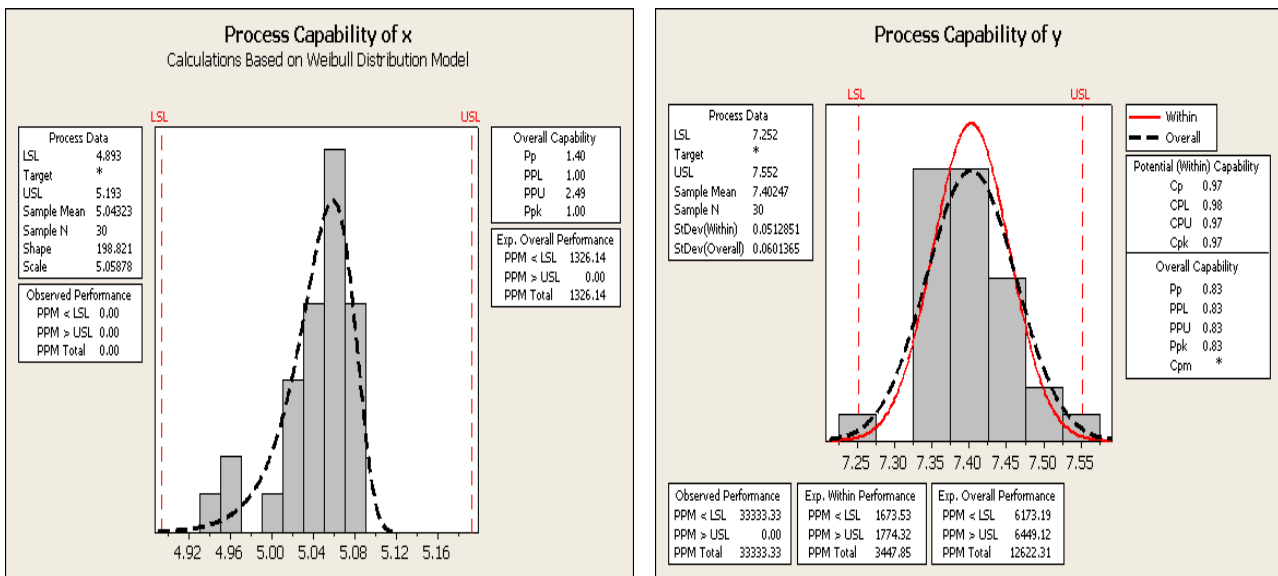 Process Capability of x
Calculations Based on Weibull Distribution Model
LSL USL
Process Data
LSL 4.893
Target *
USL 5.193
Sample Mean 5.04323
Sample N 30
Shape 198.821
Scale 5.05878
Observed Performance
PPM < LSL 0.00
PPM > USL 0.00
PPM Total 0.00
Overall Capability
Pp 1.40
PPL 1.00
PPU 2.49
Ppk 1.00
Exp. Overall Performance
PPM < LSL 1326.14
PPM > USL 0.00
PPM Total 1326.14
4.92 4.96 5.00 5.04 5.08 5.12 5.16
Process Capability of y
LSL USL
Process Data
LSL 7.252
Target *
USL 7.552
Sample Mean 7.40247
Sample N 30
StDev(Within) 0.0512851
StDev(Overall) 0.0601365
Within
Overall
Potential (Within) Capability
Cp 0.97
CPL 0.98
CPU 0.97
Cpk 0.97
Overall Capability
Pp 0.83
PPL 0.83
PPU 0.83
Ppk 0.83
Cpm *
7.25 7.30 7.35 7.40 7.45 7.50 7.55
Observed Performance
PPM < LSL 33333.33
PPM > USL 0.00
PPM Total 33333.33
Exp. Within Performance
PPM < LSL 1673.53
PPM > USL 1774.32
PPM Total 3447.85
Exp. Overall Performance
PPM < LSL 6173.19
PPM > USL 6449.12
PPM Total 12622.31